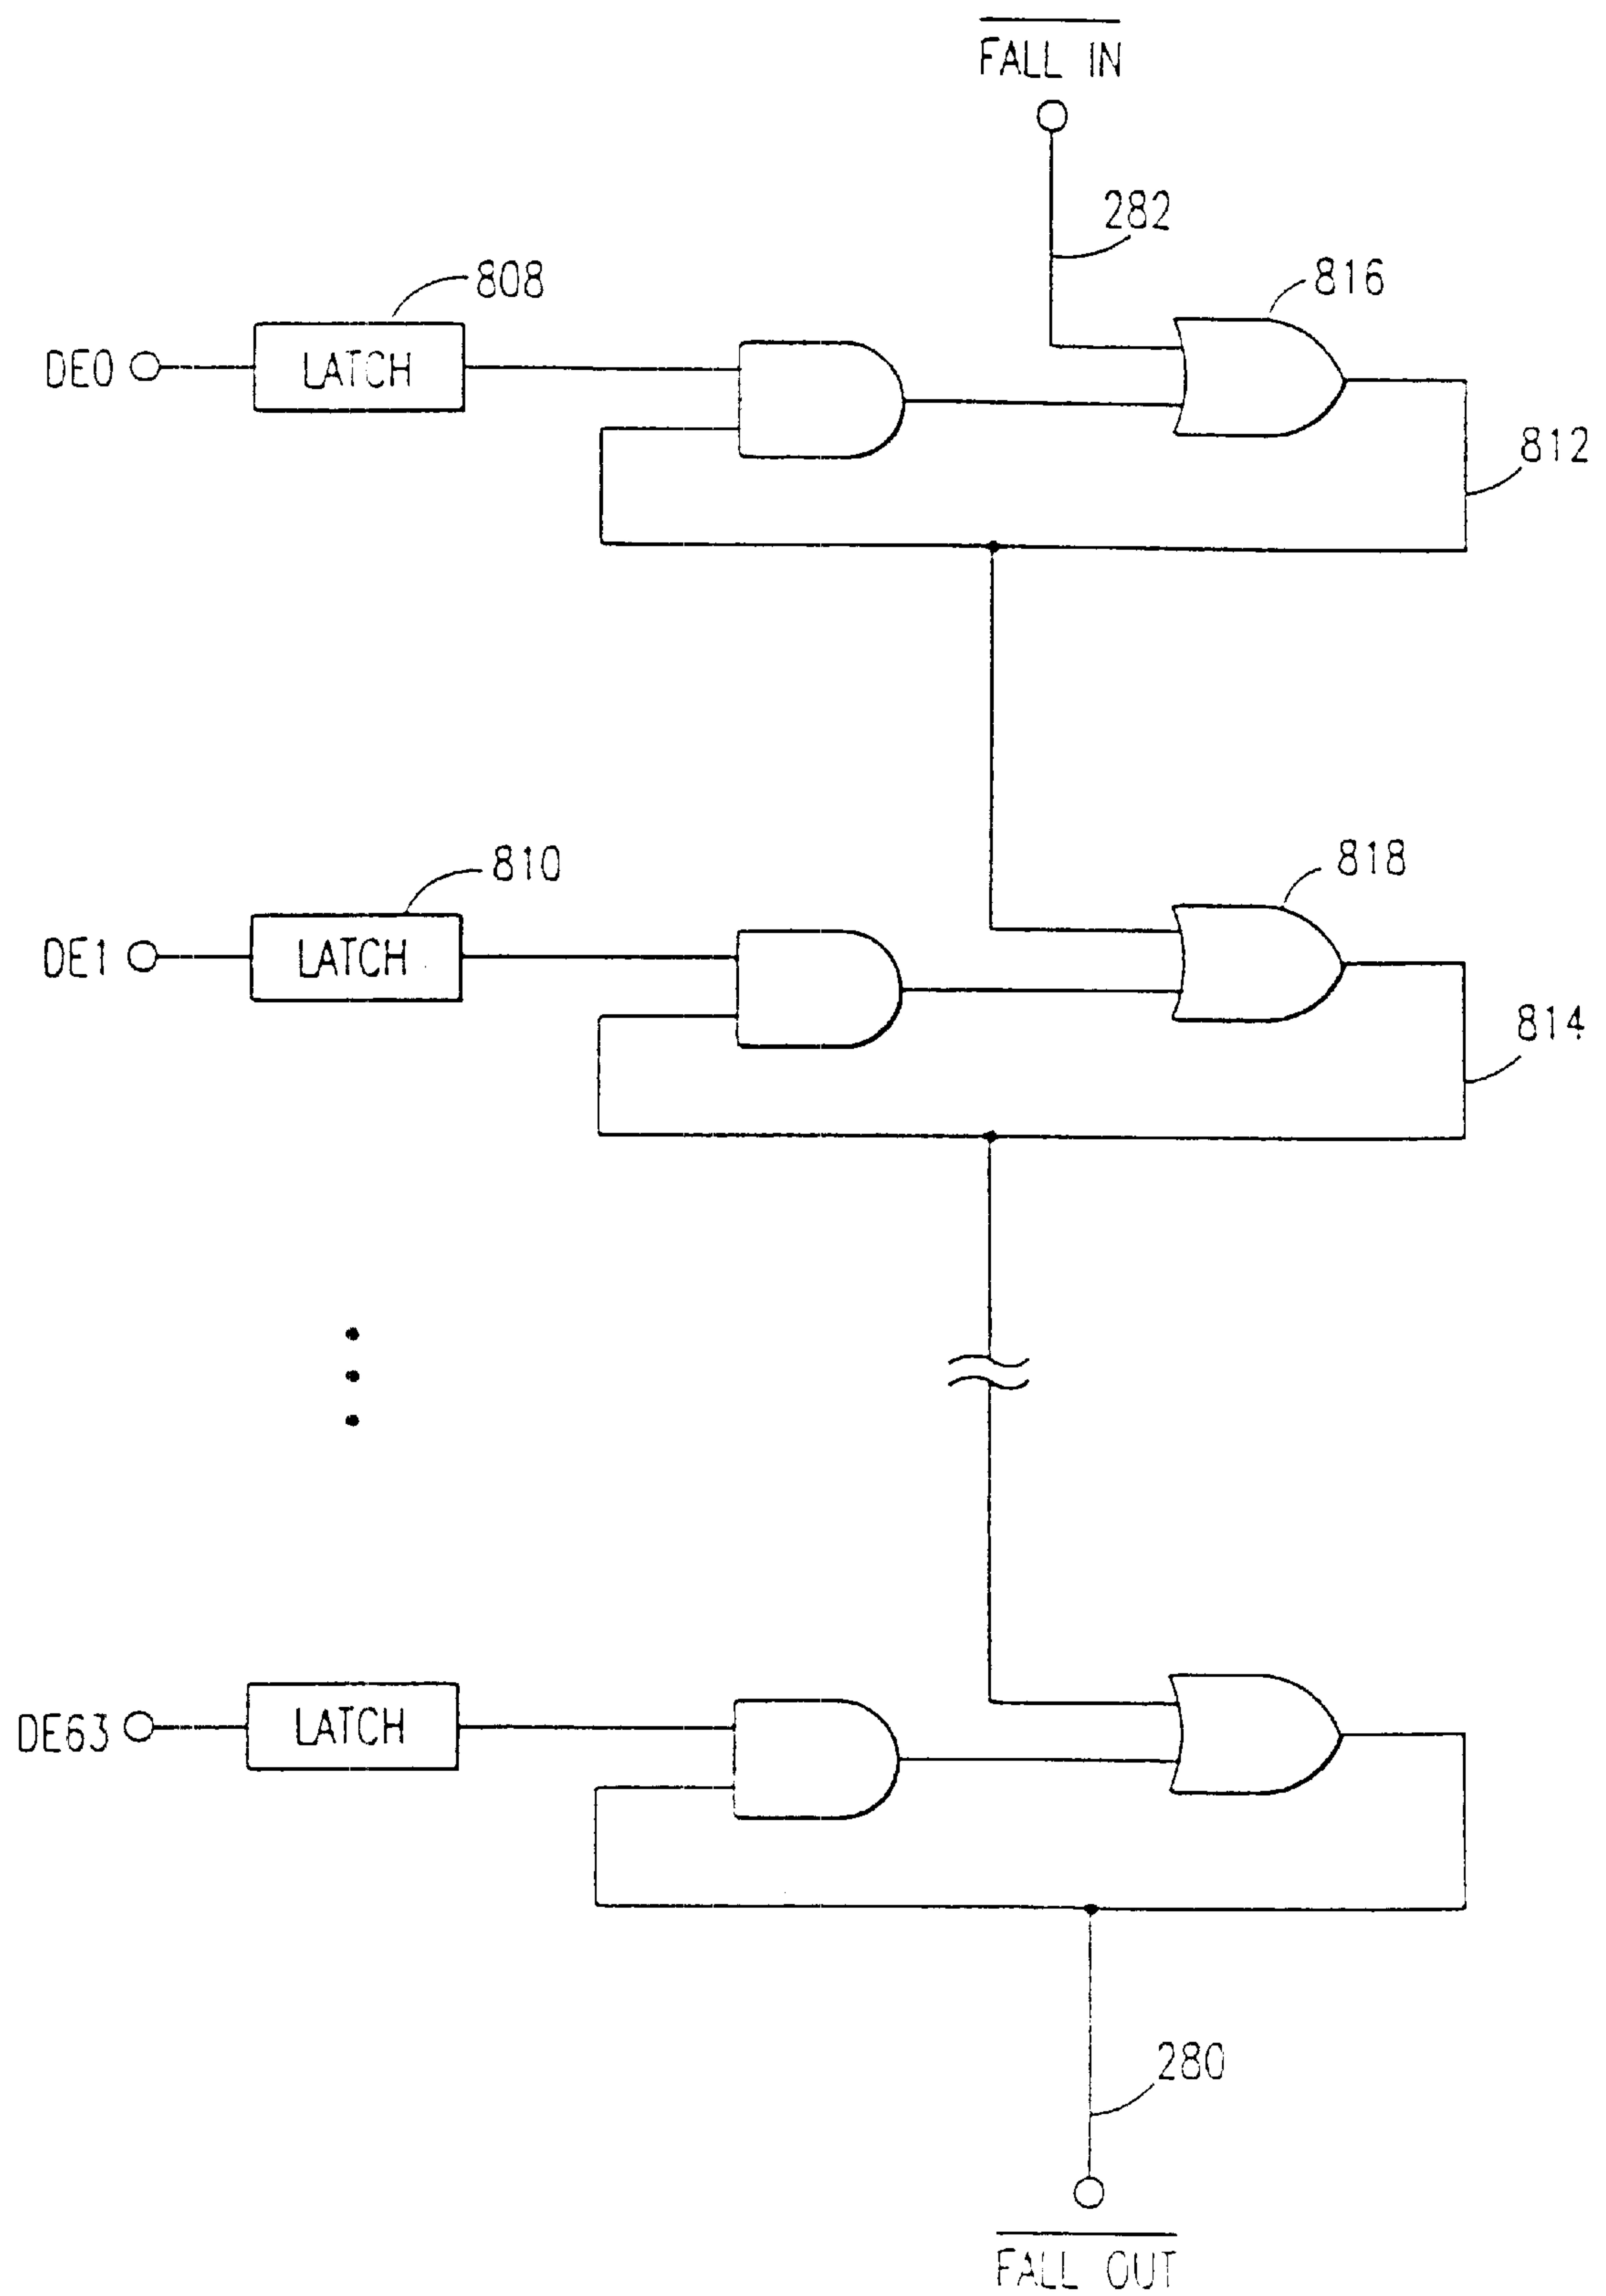 FALL IN
282
816
808
DE0
LATCH
812
818
810
DE1
LATCH
814
DE63
LATCH
280
FALL OUT